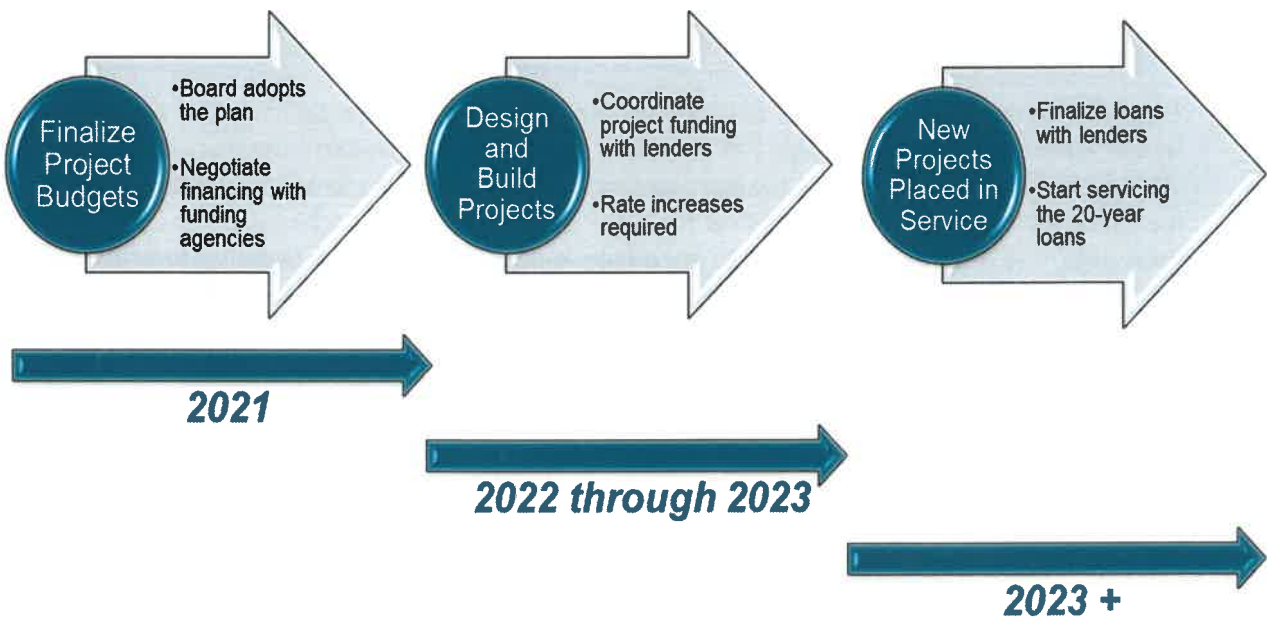 Finalize
Project
Budgets
•Board adopts
the plan
•Negotiate
financing with
funding
agencies
Design
and
Build
Projects
•Coordinate
project funding
with lenders
•Rate increases
required
New
Projects
Placed in
Service
•Finalize loans
with lenders
•Start servicing
the 20-year
loans
2021
2022 through 2023
2023 +